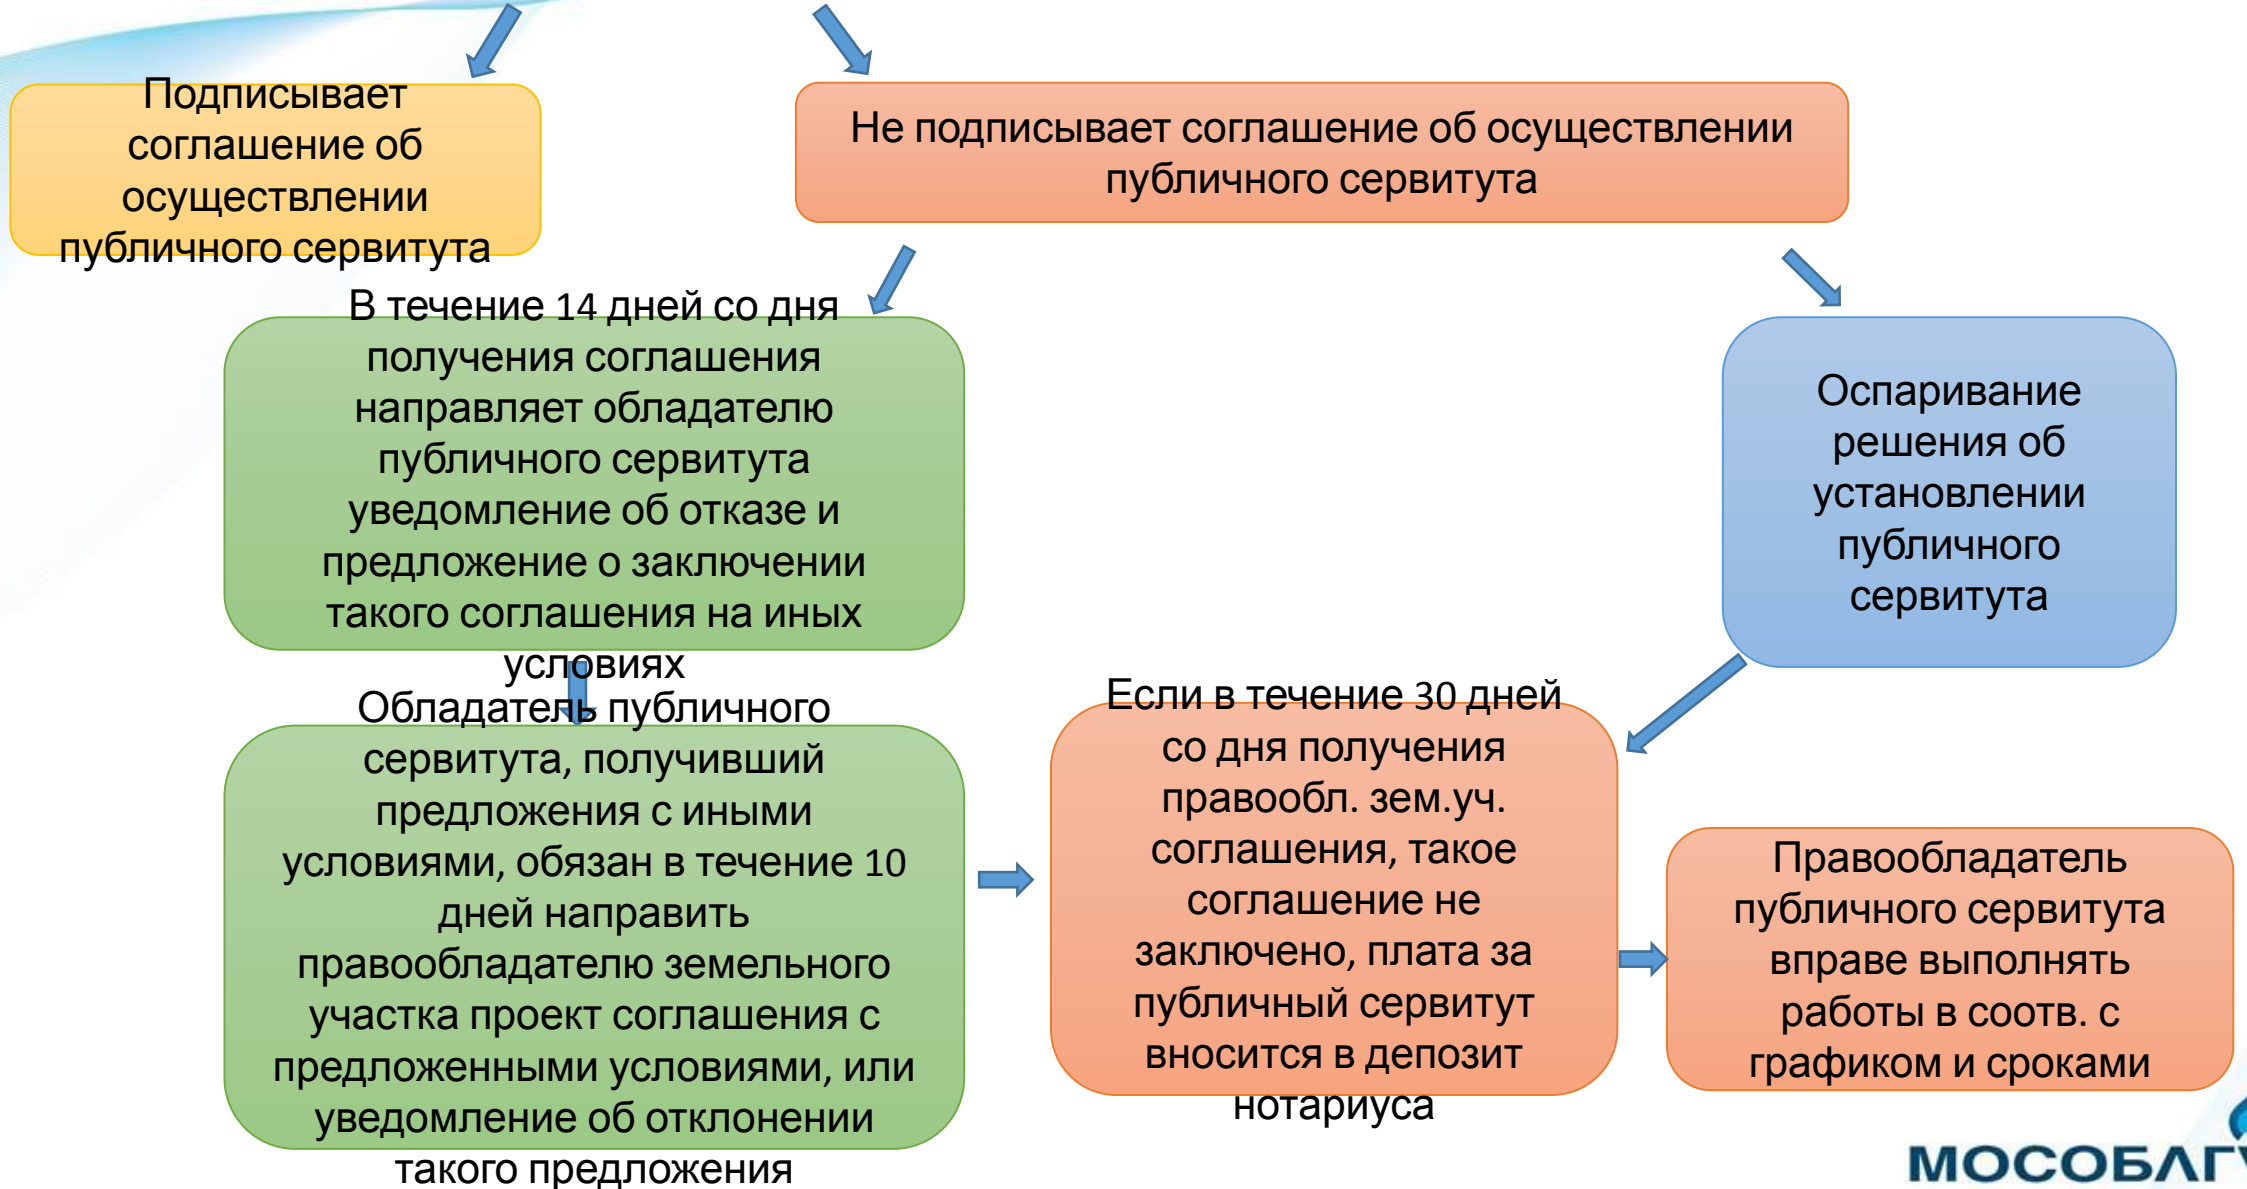 Подписывает
соглашение об
осуществлении
публичного сервитута
Не подписывает соглашение об осуществлении
публичного сервитута
В течение 14 дней со дня
получения соглашения
направляет обладателю
публичного сервитута
уведомление об отказе и
предложение о заключении
такого соглашения на иных
условиях
Оспаривание
решения об
установлении
публичного
сервитута
Обладатель публичного
сервитута, получивший
предложения с иными
условиями, обязан в течение 10
дней направить
правообладателю земельного
участка проект соглашения с
предложенными условиями, или
уведомление об отклонении
такого предложения
Если в течение 30 дней
со дня получения
правообл. зем.уч.
соглашения, такое
соглашение не
заключено, плата за
публичный сервитут
вносится в депозит
нотариуса
Правообладатель
публичного сервитута
вправе выполнять
работы в соотв. с
графиком и сроками